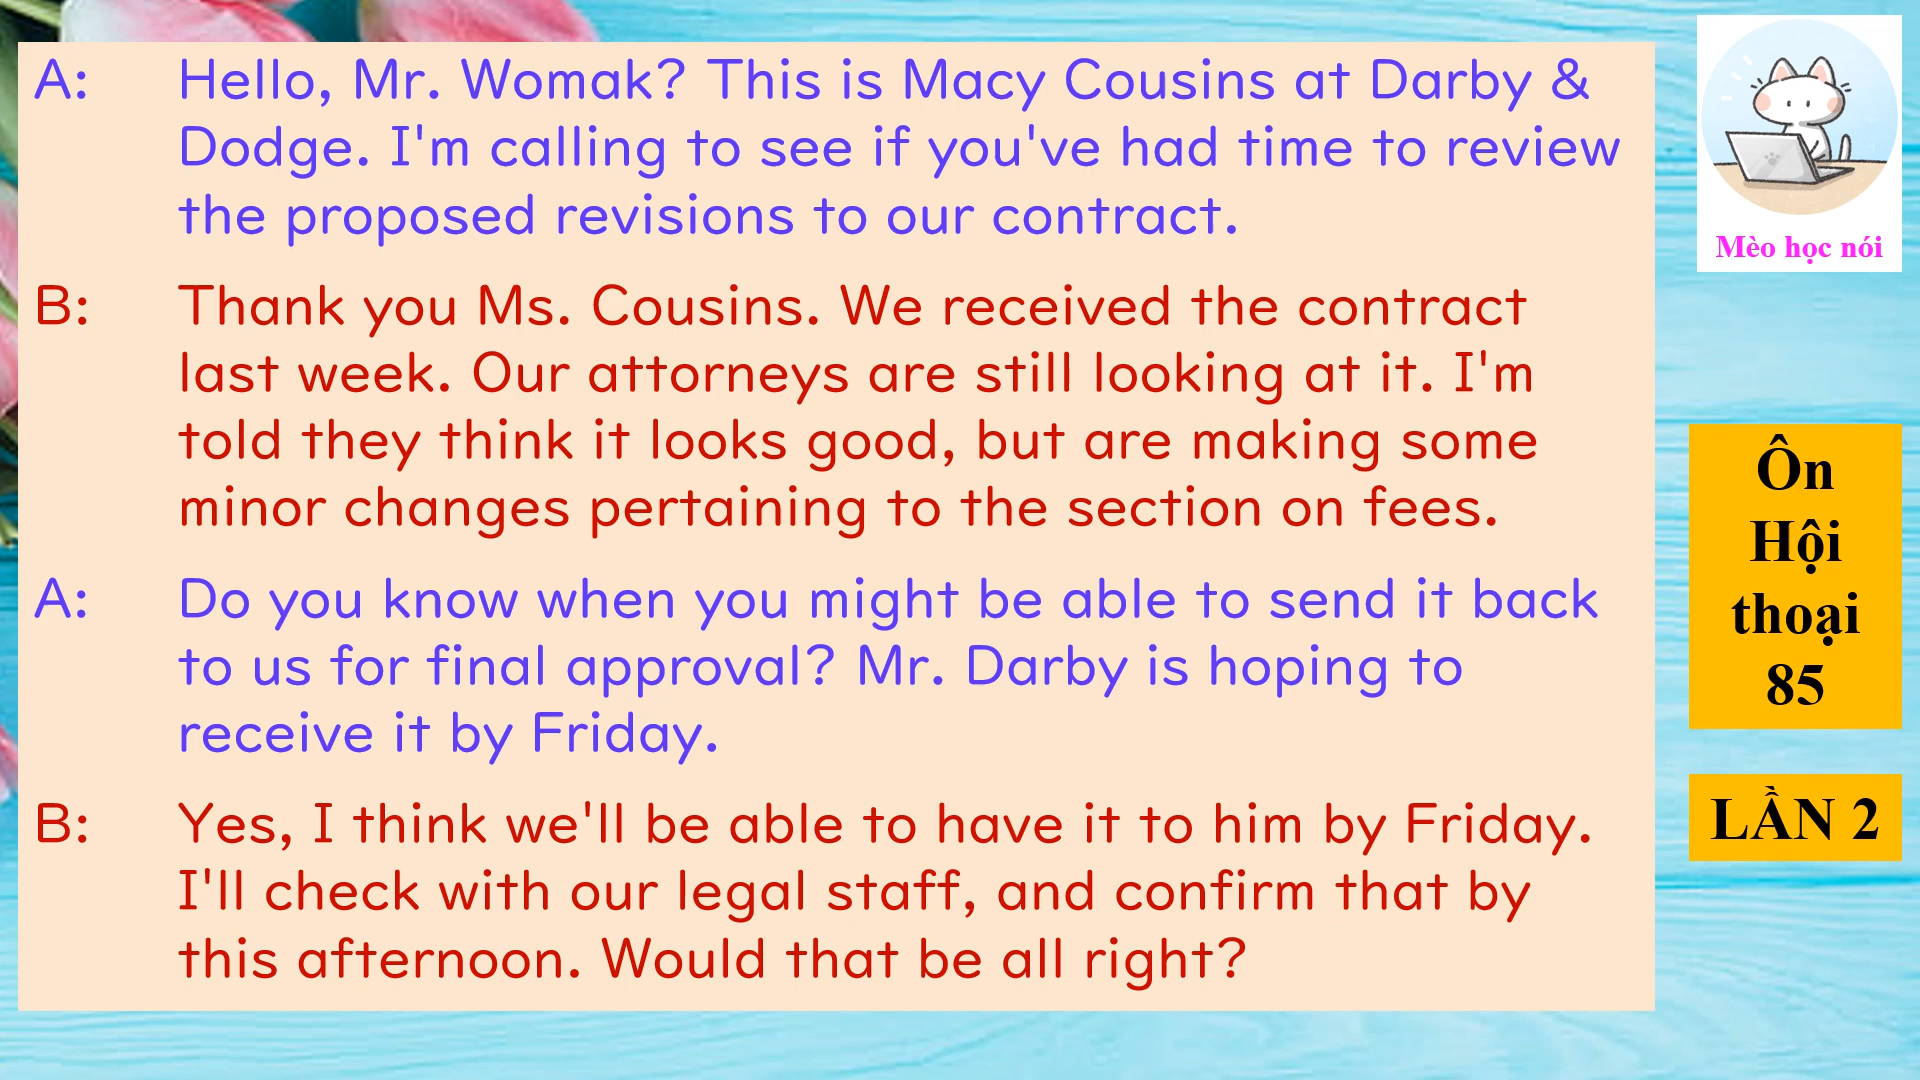 A: Hello, Mr. Womak? This is Macy Cousins at Darby &
Dodge. I'm calling to see if you've had time to review
the proposed revisions to our contract.
B: Thank you Ms. Cousins. We received the contract
last week. Our attorneys are still looking at it. I'm
told they think it looks good, but are making some
minor changes pertaining to the section on fees.
A: Do you know when you might be able to send it back
to us for final approval? Mr. Darby is hoping to
receive it by Friday.
B: Yes, I think we'll be able to have it to him by Friday.
I'll check with our legal staff, and confirm that by
this afternoon. Would that be all right?
Mèo học nói
Ôn
Hội
thoại
85
LẦN 2